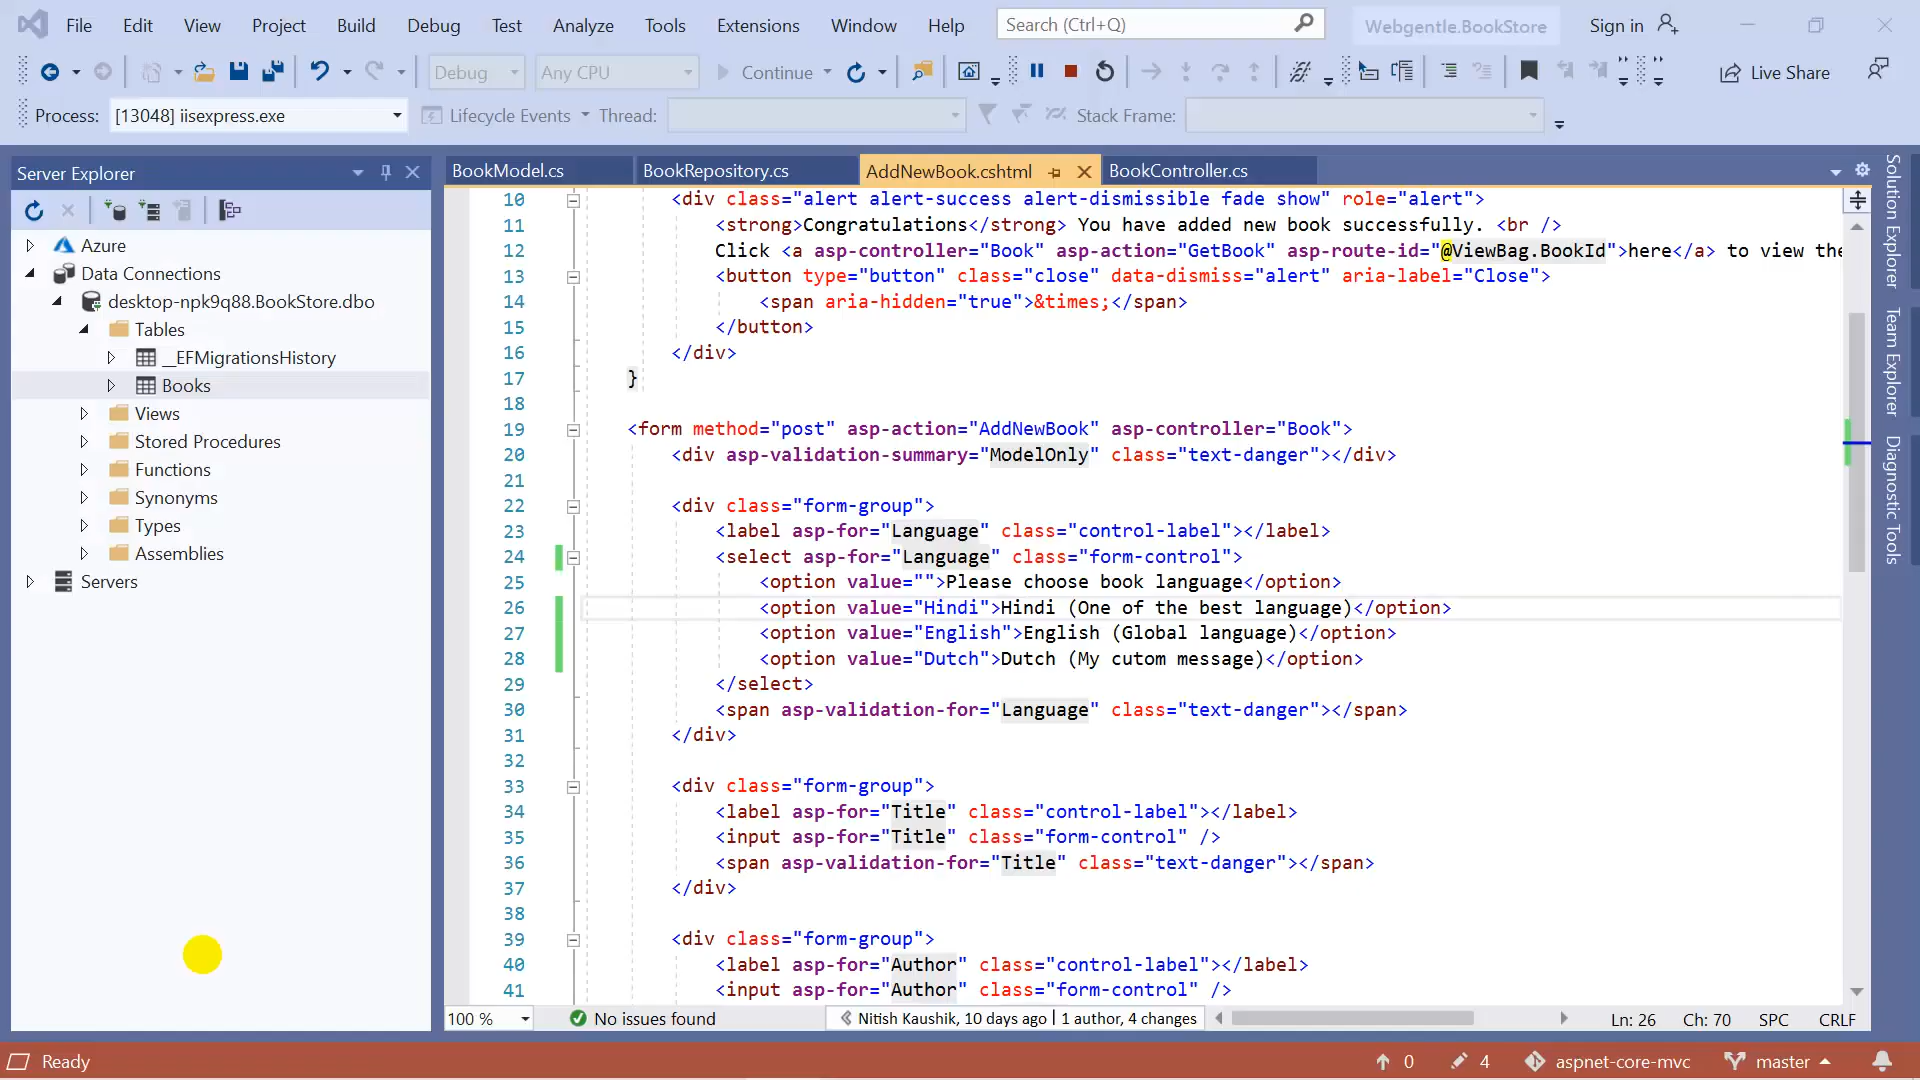 File Edit View Project Build Debug Test Analyze Tools Extensions Window Help Search (Ctrl+Q) Webgentle.BookStore Sign in
Debug Any CPU Continue Live Share
Process: [13048] iisexpress.exe Lifecycle Events Thread: Stack Frame:
Server Explorer
Azure
Data Connections
desktop-npk9q88.BookStore.dbo
Tables
__EFMigrationsHistory
Books
Views
Stored Procedures
Functions
Synonyms
Types
Assemblies
Servers
BookModel.cs BookRepository.cs AddNewBook.cshtml BookController.cs
10 <div class="alert alert-success alert-dismissible fade show" role="alert">
11 <strong>Congratulations</strong> You have added new book successfully. <br />
12 Click <a asp-controller="Book" asp-action="GetBook" asp-route-id="@ViewBag.BookId">here</a> to view the
13 <button type="button" class="close" data-dismiss="alert" aria-label="Close">
14 <span aria-hidden="true">&times;</span>
15 </button>
16 </div>
17 }
18
19 <form method="post" asp-action="AddNewBook" asp-controller="Book">
20 <div asp-validation-summary="ModelOnly" class="text-danger"></div>
21
22 <div class="form-group">
23 <label asp-for="Language" class="control-label"></label>
24 <select asp-for="Language" class="form-control">
25 <option value="">Please choose book language</option>
26 <option value="Hindi">Hindi (One of the best language)</option>
27 <option value="English">English (Global language)</option>
28 <option value="Dutch">Dutch (My cutom message)</option>
29 </select>
30 <span asp-validation-for="Language" class="text-danger"></span>
31 </div>
32
33 <div class="form-group">
34 <label asp-for="Title" class="control-label"></label>
35 <input asp-for="Title" class="form-control" />
36 <span asp-validation-for="Title" class="text-danger"></span>
37 </div>
38
39 <div class="form-group">
40 <label asp-for="Author" class="control-label"></label>
41 <input asp-for="Author" class="form-control" />
Solution Explorer
Team Explorer
Diagnostic Tools
100 % No issues found Nitish Kaushik, 10 days ago | 1 author, 4 changes Ln: 26 Ch: 70 SPC CRLF
Ready 0 4 aspnet-core-mvc master